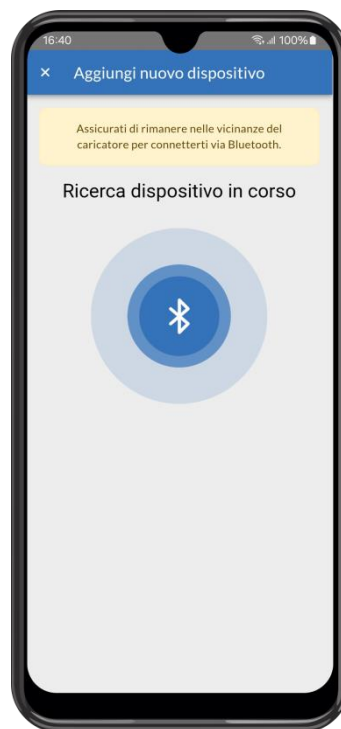 16:40
100%
× Aggiungi nuovo dispositivo
Assicurati di rimanere nelle vicinanze del
caricatore per connetterti via Bluetooth.
Ricerca dispositivo in corso